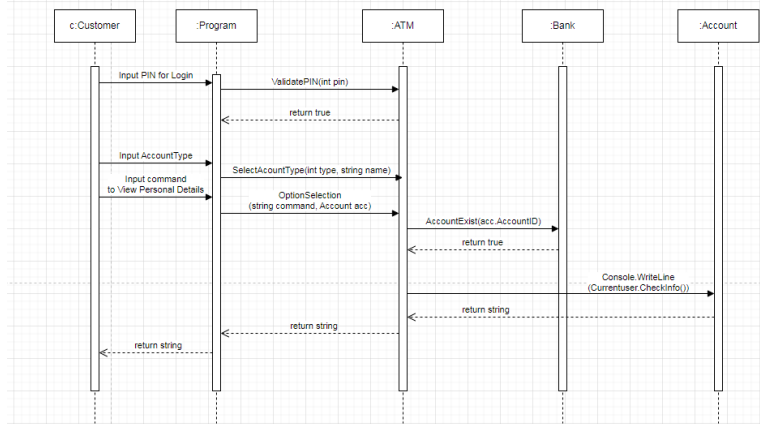 c:Customer
:Program
:ATM
:Bank
:Account
Input PIN for Login
ValidatePIN(int pin)
return true
Input AccountType
SelectAcountType(int type, string name)
Input command
to View Personal Details
OptionSelection
(string command, Account acc)
AccountExist(acc.AccountID)
return true
Console.WriteLine
(Currentuser.CheckInfo())
return string
return string
return string